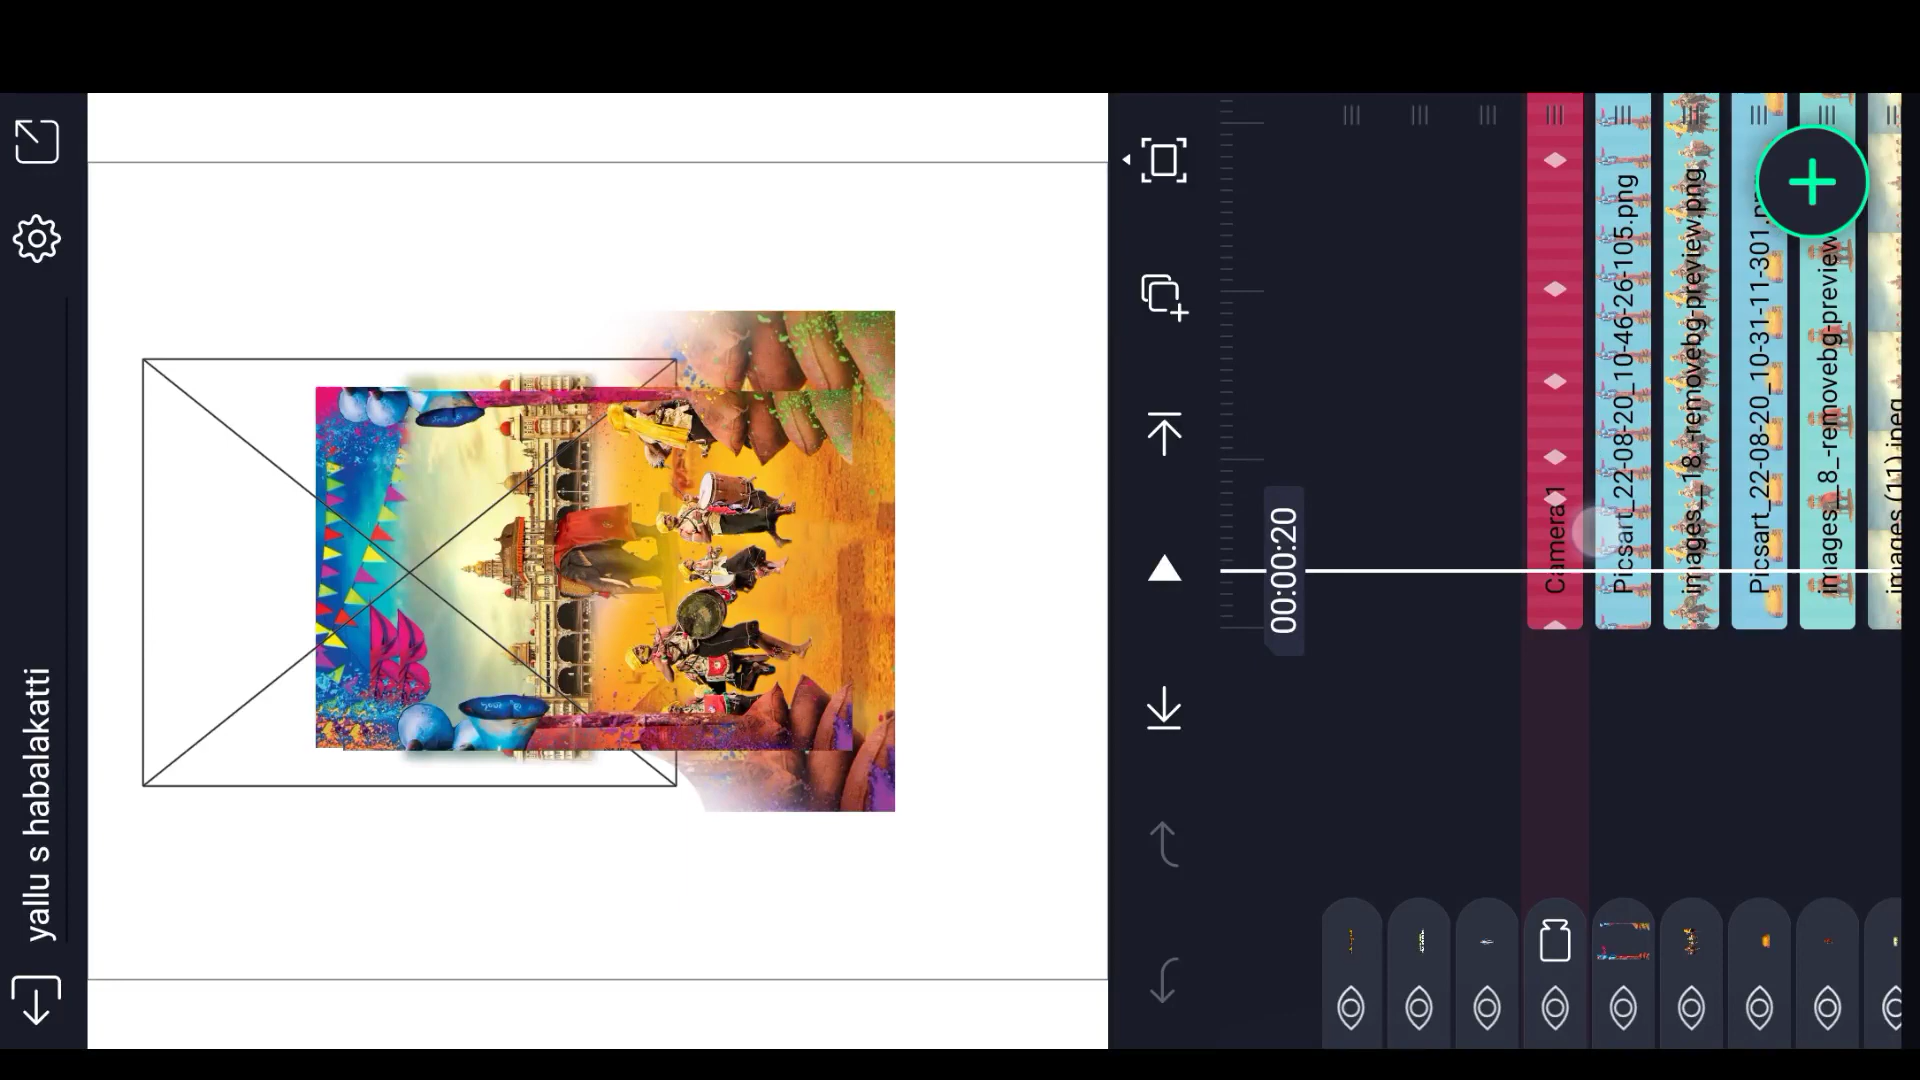 yallu s habalakatti
00:00:20
Camera1
Picsart_22-08-20_10-46-26-105.png
images__18_-removebg-preview.png
Picsart_22-08-20_10-31-11-301.p
images_8_-removebg-preview
images (11).jpeg